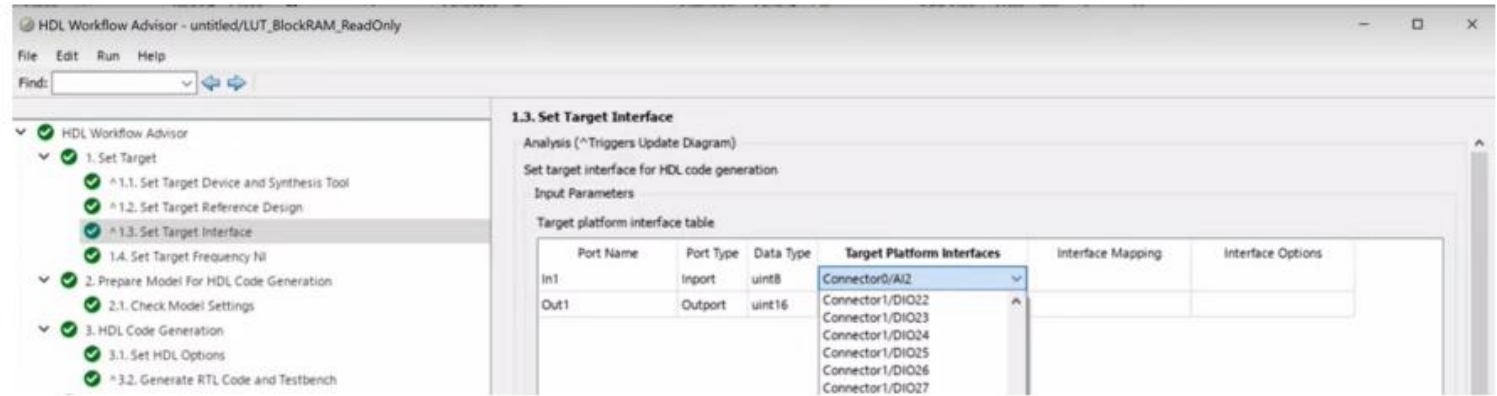 HDL Workflow Advisor - untitled/LUT_BlockRAM_ReadOnly
File Edit Run Help
Find:
HDL Workflow Advisor
1. Set Target
^1.1. Set Target Device and Synthesis Tool
^1.2. Set Target Reference Design
^1.3. Set Target Interface
1.4. Set Target Frequency NI
2. Prepare Model For HDL Code Generation
2.1. Check Model Settings
3. HDL Code Generation
3.1. Set HDL Options
^3.2. Generate RTL Code and Testbench
1.3. Set Target Interface
Analysis (^Triggers Update Diagram)
Set target interface for HDL code generation
Input Parameters
Target platform interface table
Port Name Port Type Data Type Target Platform Interfaces Interface Mapping Interface Options
In1 Inport uint8 Connector0/AI2
Out1 Outport uint16 Connector1/DIO22
Connector1/DIO23
Connector1/DIO24
Connector1/DIO25
Connector1/DIO26
Connector1/DIO27